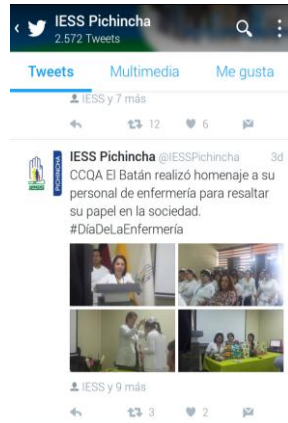 IESS Pichincha
2.572 Tweets
Tweets Multimedia Me gusta
IESS y 7 más
12 6
IESS Pichincha @IESSPichincha 3d
CCQA El Batán realizó homenaje a su
personal de enfermería para resaltar
su papel en la sociedad.
#DíaDeLaEnfermería
PICHINCHA
IESS y 9 más
3 2